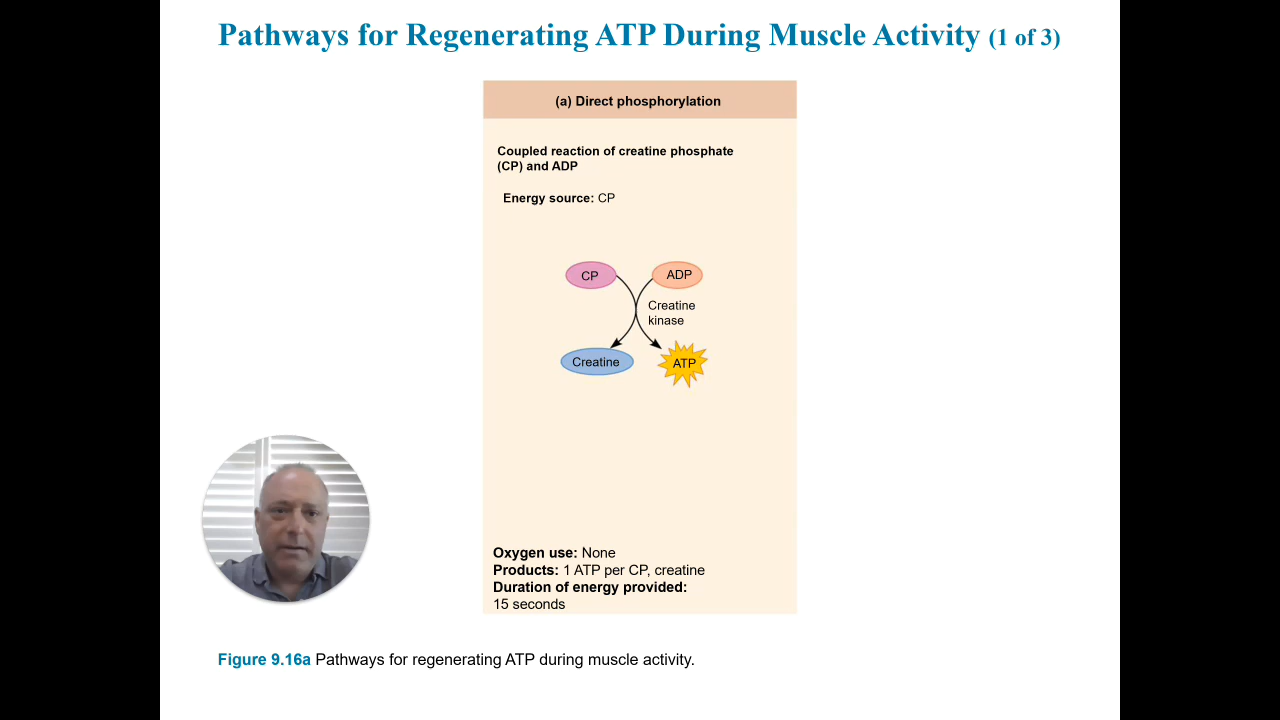 Pathways for Regenerating ATP During Muscle Activity (1 of 3)
(a) Direct phosphorylation
Coupled reaction of creatine phosphate
(CP) and ADP
Energy source: CP
CP
ADP
Creatine
kinase
Creatine
ATP
Oxygen use: None
Products: 1 ATP per CP, creatine
Duration of energy provided:
15 seconds
Figure 9.16a Pathways for regenerating ATP during muscle activity.